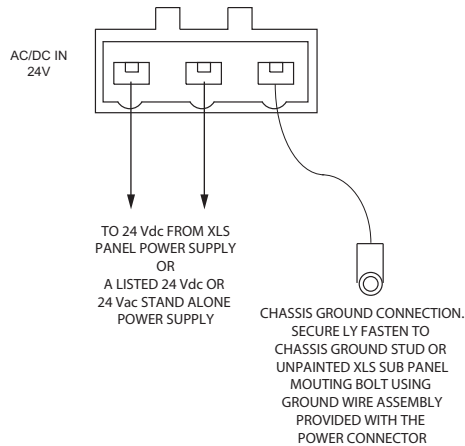 AC/DC IN
24V
TO 24 Vdc FROM XLS
PANEL POWER SUPPLY
OR
A LISTED 24 Vdc OR
24 Vac STAND ALONE
POWER SUPPLY
CHASSIS GROUND CONNECTION.
SECURE LY FASTEN TO
CHASSIS GROUND STUD OR
UNPAINTED XLS SUB PANEL
MOUTING BOLT USING
GROUND WIRE ASSEMBLY
PROVIDED WITH THE
POWER CONNECTOR